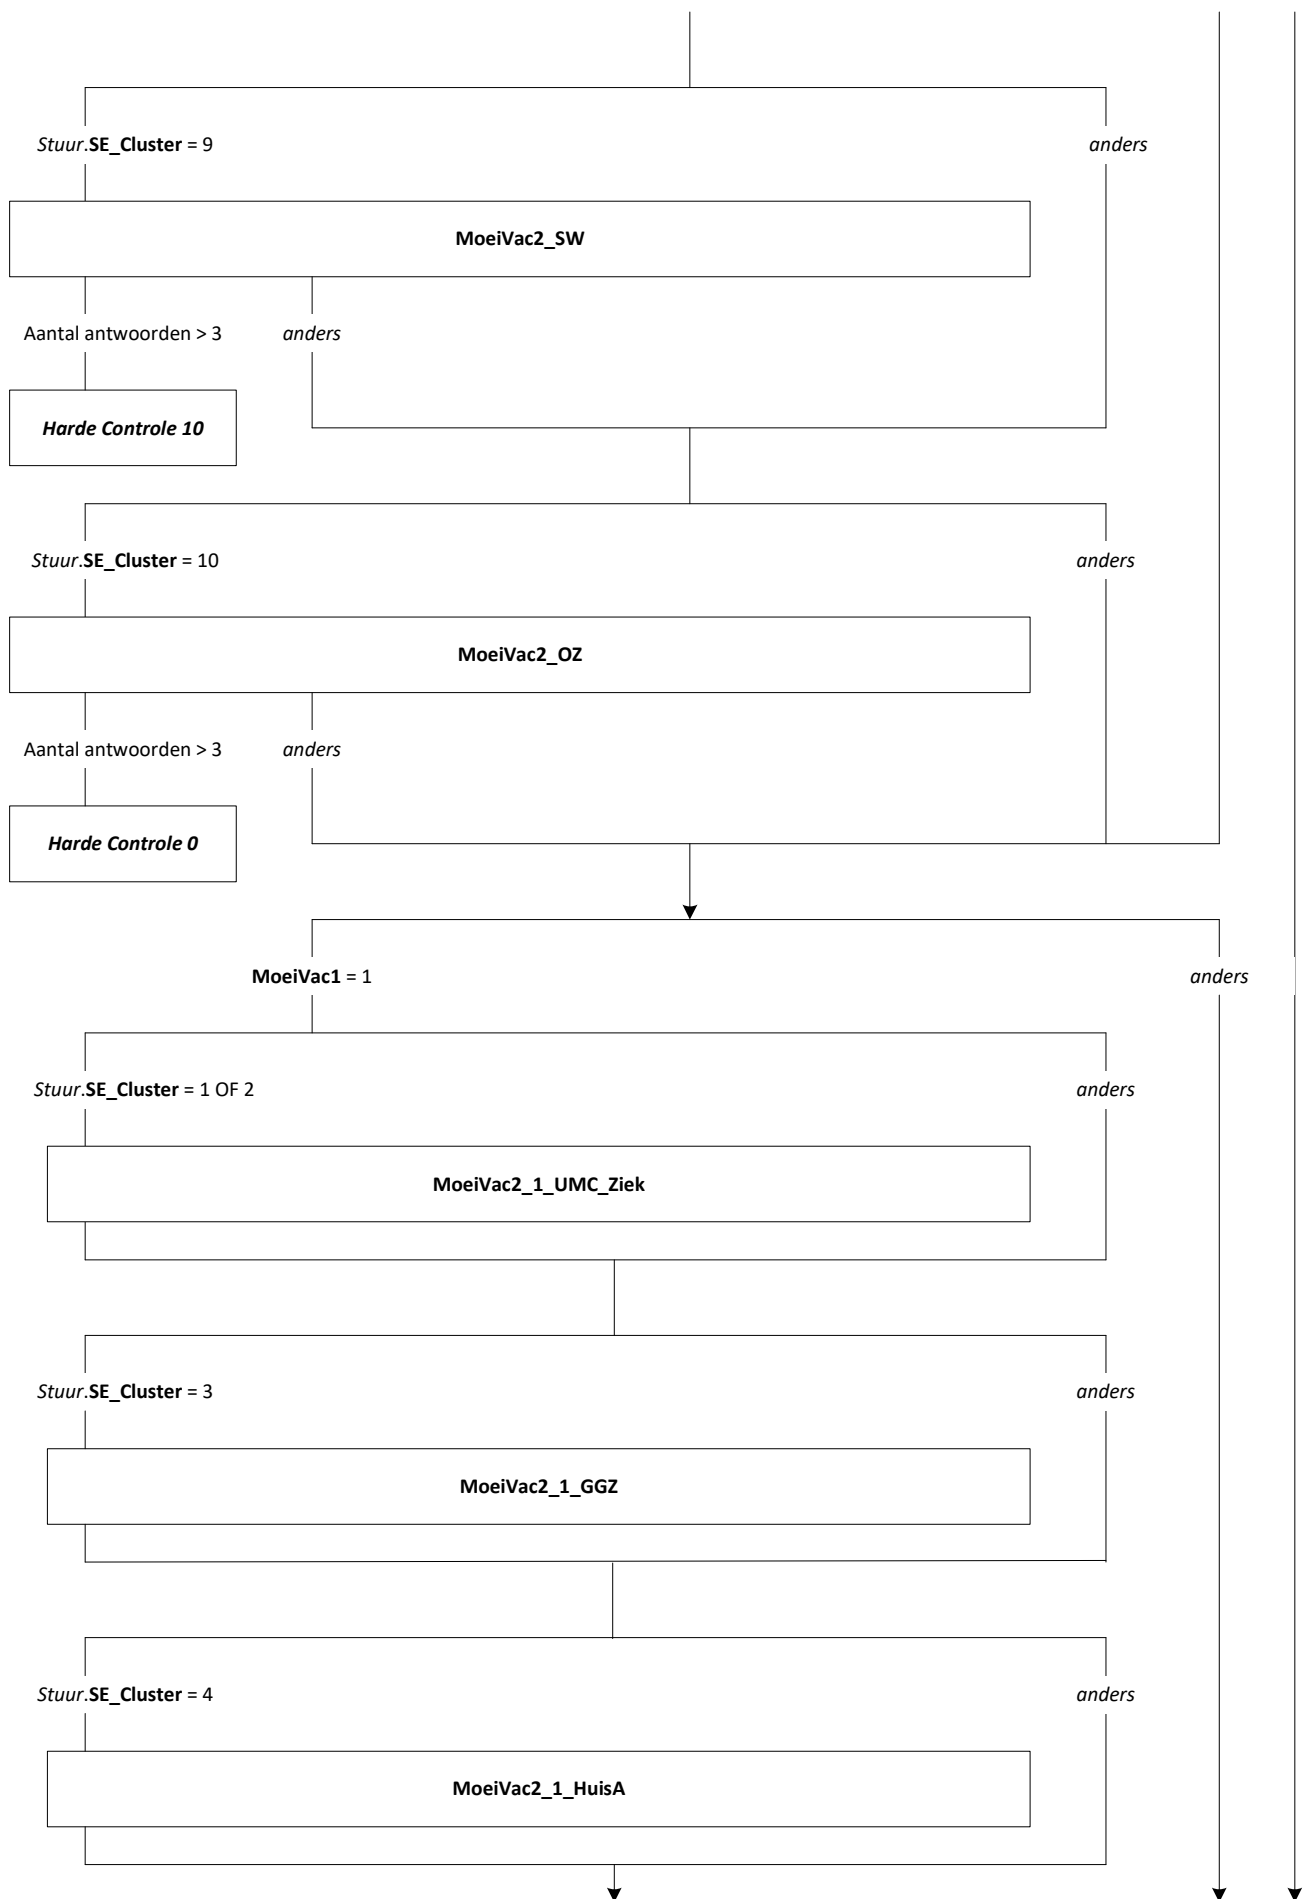 Stuur.SE_Cluster = 9
anders
MoeiVac2_SW
Aantal antwoorden > 3
anders
Harde Controle 10
Stuur.SE_Cluster = 10
anders
MoeiVac2_OZ
Aantal antwoorden > 3
anders
Harde Controle 0
MoeiVac1 = 1
anders
Stuur.SE_Cluster = 1 OF 2
anders
MoeiVac2_1_UMC_Ziek
Stuur.SE_Cluster = 3
anders
MoeiVac2_1_GGZ
Stuur.SE_Cluster = 4
anders
MoeiVac2_1_HuisA